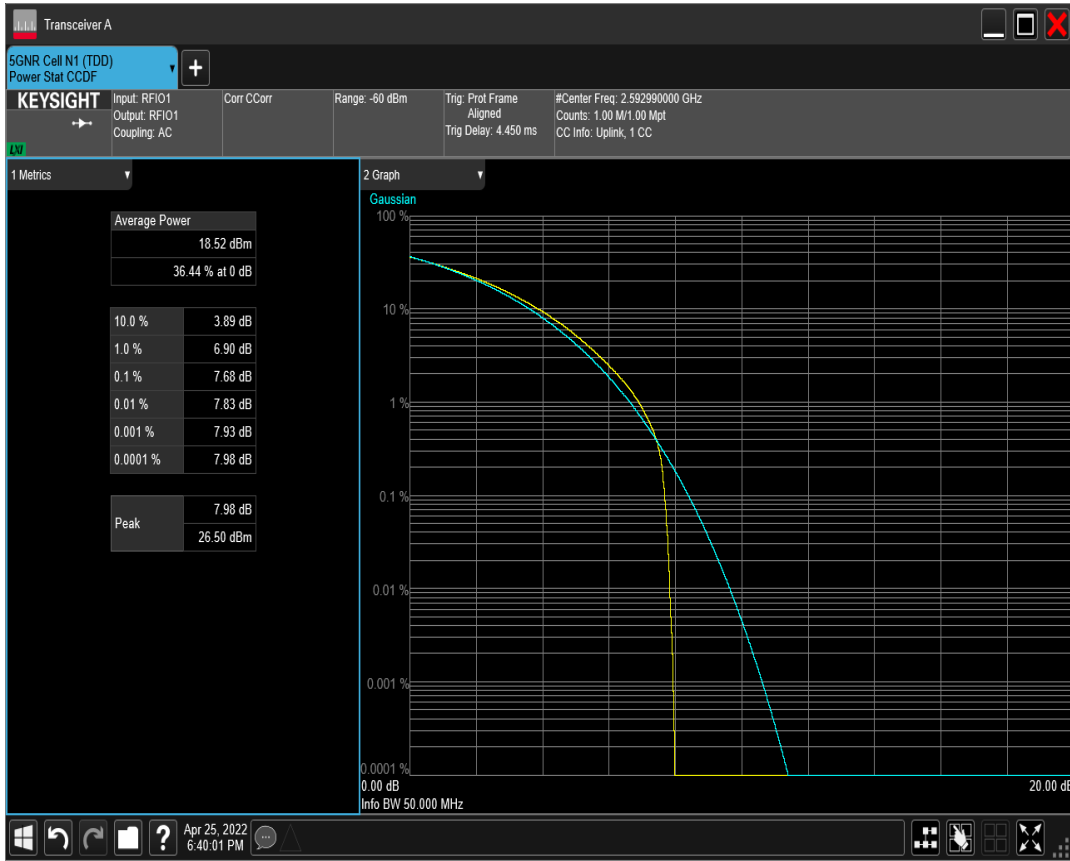 Transceiver A
5GNR Cell N1 (TDD)
Power Stat CCDF
+
KEYSIGHT
LXI
Input: RFIO1
Output: RFIO1
Coupling: AC
Corr CCorr
Range: -60 dBm
Trig: Prot Frame
Aligned
Trig Delay: 4.450 ms
#Center Freq: 2.592990000 GHz
Counts: 1.00 M/1.00 Mpt
CC Info: Uplink, 1 CC
1 Metrics
Average Power
18.52 dBm
36.44 % at 0 dB
10.0 % 3.89 dB
1.0 % 6.90 dB
0.1 % 7.68 dB
0.01 % 7.83 dB
0.001 % 7.93 dB
0.0001 % 7.98 dB
Peak
7.98 dB
26.50 dBm
2 Graph
Gaussian
100 %
10 %
1 %
0.1 %
0.01 %
0.001 %
0.0001 %
0.00 dB 20.00 dB
Info BW 50.000 MHz
?
Apr 25, 2022
6:40:01 PM